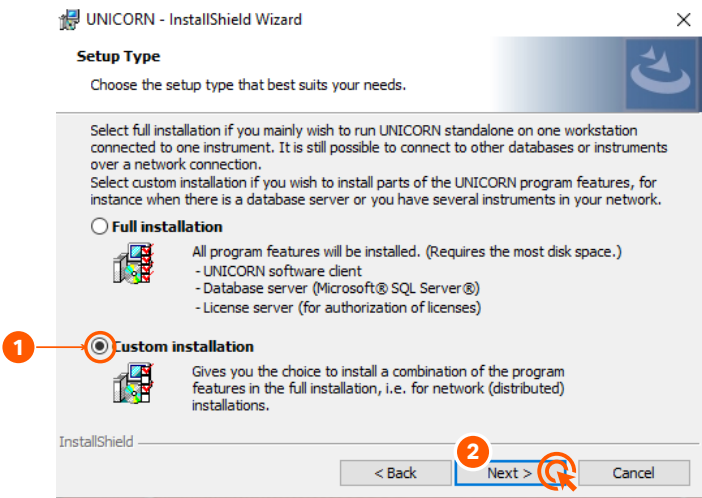 UNICORN - InstallShield Wizard
Setup Type
Choose the setup type that best suits your needs.
Select full installation if you mainly wish to run UNICORN standalone on one workstation
connected to one instrument. It is still possible to connect to other databases or instruments
over a network connection.
Select custom installation if you wish to install parts of the UNICORN program features, for
instance when there is a database server or you have several instruments in your network.
Full installation
All program features will be installed. (Requires the most disk space.)
- UNICORN software client
- Database server (Microsoft® SQL Server®)
- License server (for authorization of licenses)
1
Custom installation
Gives you the choice to install a combination of the program
features in the full installation, i.e. for network (distributed)
installations.
InstallShield
2
< Back Next > Cancel